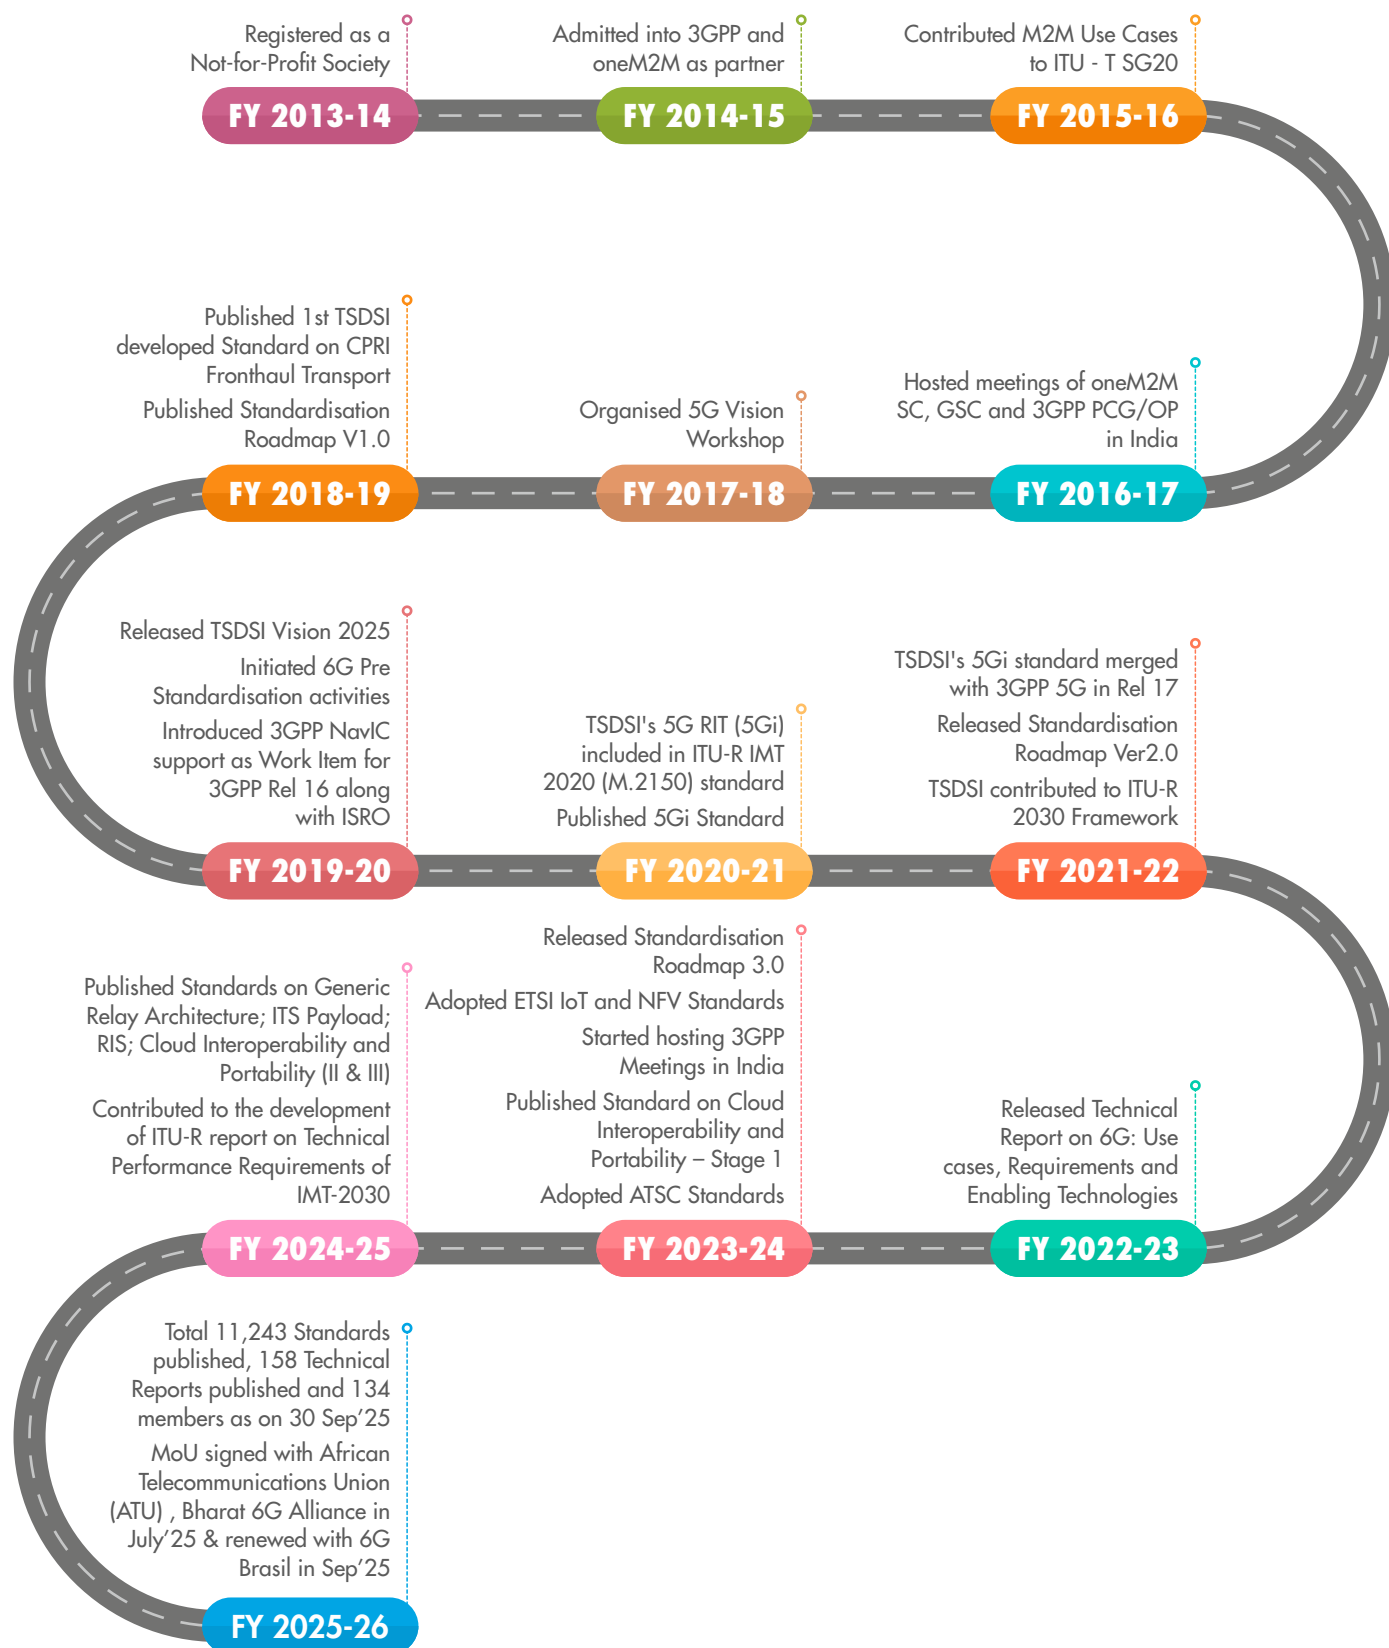 Registered as a
Not-for-Profit Society
FY 2013-14
Admitted into 3GPP and
oneM2M as partner
FY 2014-15
Contributed M2M Use Cases
to ITU - T SG20
FY 2015-16
Hosted meetings of oneM2M
SC, GSC and 3GPP PCG/OP
in India
FY 2016-17
Organised 5G Vision
Workshop
FY 2017-18
Published 1st TSDSI
developed Standard on CPRI
Fronthaul Transport
Published Standardisation
Roadmap V1.0
FY 2018-19
Released TSDSI Vision 2025
Initiated 6G Pre
Standardisation activities
Introduced 3GPP NavIC
support as Work Item for
3GPP Rel 16 along
with ISRO
FY 2019-20
TSDSI's 5G RIT (5Gi)
included in ITU-R IMT
2020 (M.2150) standard
Published 5Gi Standard
FY 2020-21
TSDSI's 5Gi standard merged
with 3GPP 5G in Rel 17
Released Standardisation
Roadmap Ver2.0
TSDSI contributed to ITU-R
2030 Framework
FY 2021-22
Released Technical
Report on 6G: Use
cases, Requirements and
Enabling Technologies
FY 2022-23
Released Standardisation
Roadmap 3.0
Adopted ETSI IoT and NFV Standards
Started hosting 3GPP
Meetings in India
Published Standard on Cloud
Interoperability and
Portability – Stage 1
Adopted ATSC Standards
FY 2023-24
Published Standards on Generic
Relay Architecture; ITS Payload;
RIS; Cloud Interoperability and
Portability (II & III)
Contributed to the development
of ITU-R report on Technical
Performance Requirements of
IMT-2030
FY 2024-25
Total 11,243 Standards
published, 158 Technical
Reports published and 134
members as on 30 Sep’25
MoU signed with African
Telecommunications Union
(ATU) , Bharat 6G Alliance in
July’25 & renewed with 6G
Brasil in Sep’25
FY 2025-26